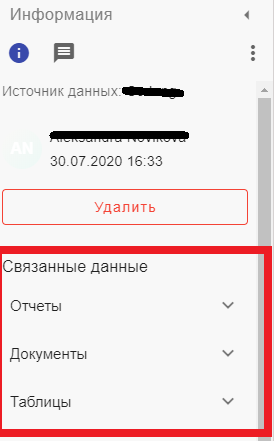 Информация
Источник данных:
AN
30.07.2020 16:33
Удалить
Связанные данные
Отчеты
Документы
Таблицы